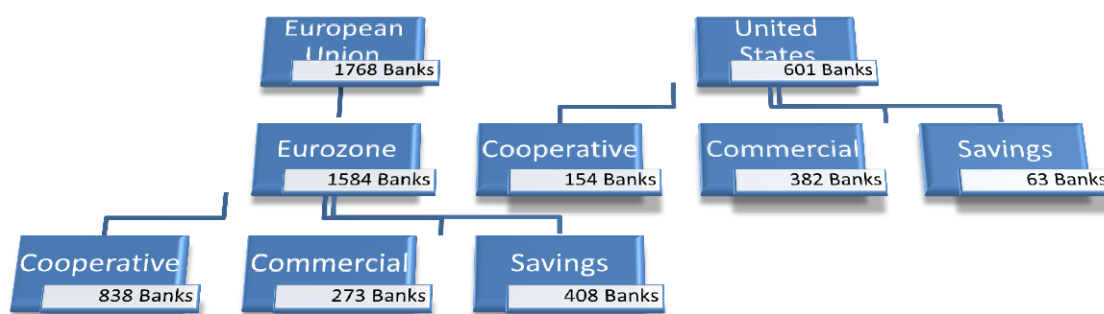 European
Union
1768 Banks
United
States
601 Banks
Eurozone
1584 Banks
Cooperative
154 Banks
Commercial
382 Banks
Savings
63 Banks
Cooperative
838 Banks
Commercial
273 Banks
Savings
408 Banks